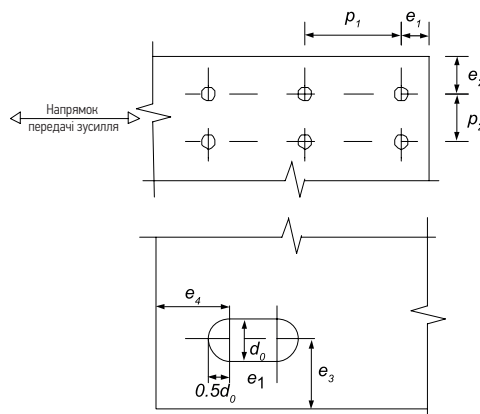 p₁
e₁
e₂
Напрямок
передачі зусилля
p₂
e₄
d₀
e₁
e₃
0.5d₀